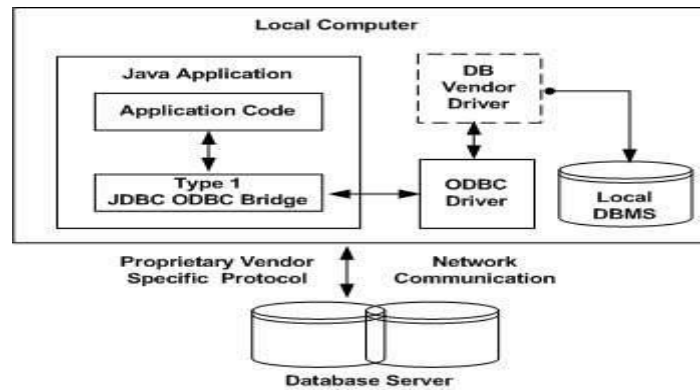 Local Computer
Java Application
Application Code
Type 1
JDBC ODBC Bridge
DB
Vendor
Driver
ODBC
Driver
Local
DBMS
Proprietary Vendor
Specific Protocol
Network
Communication
Database Server